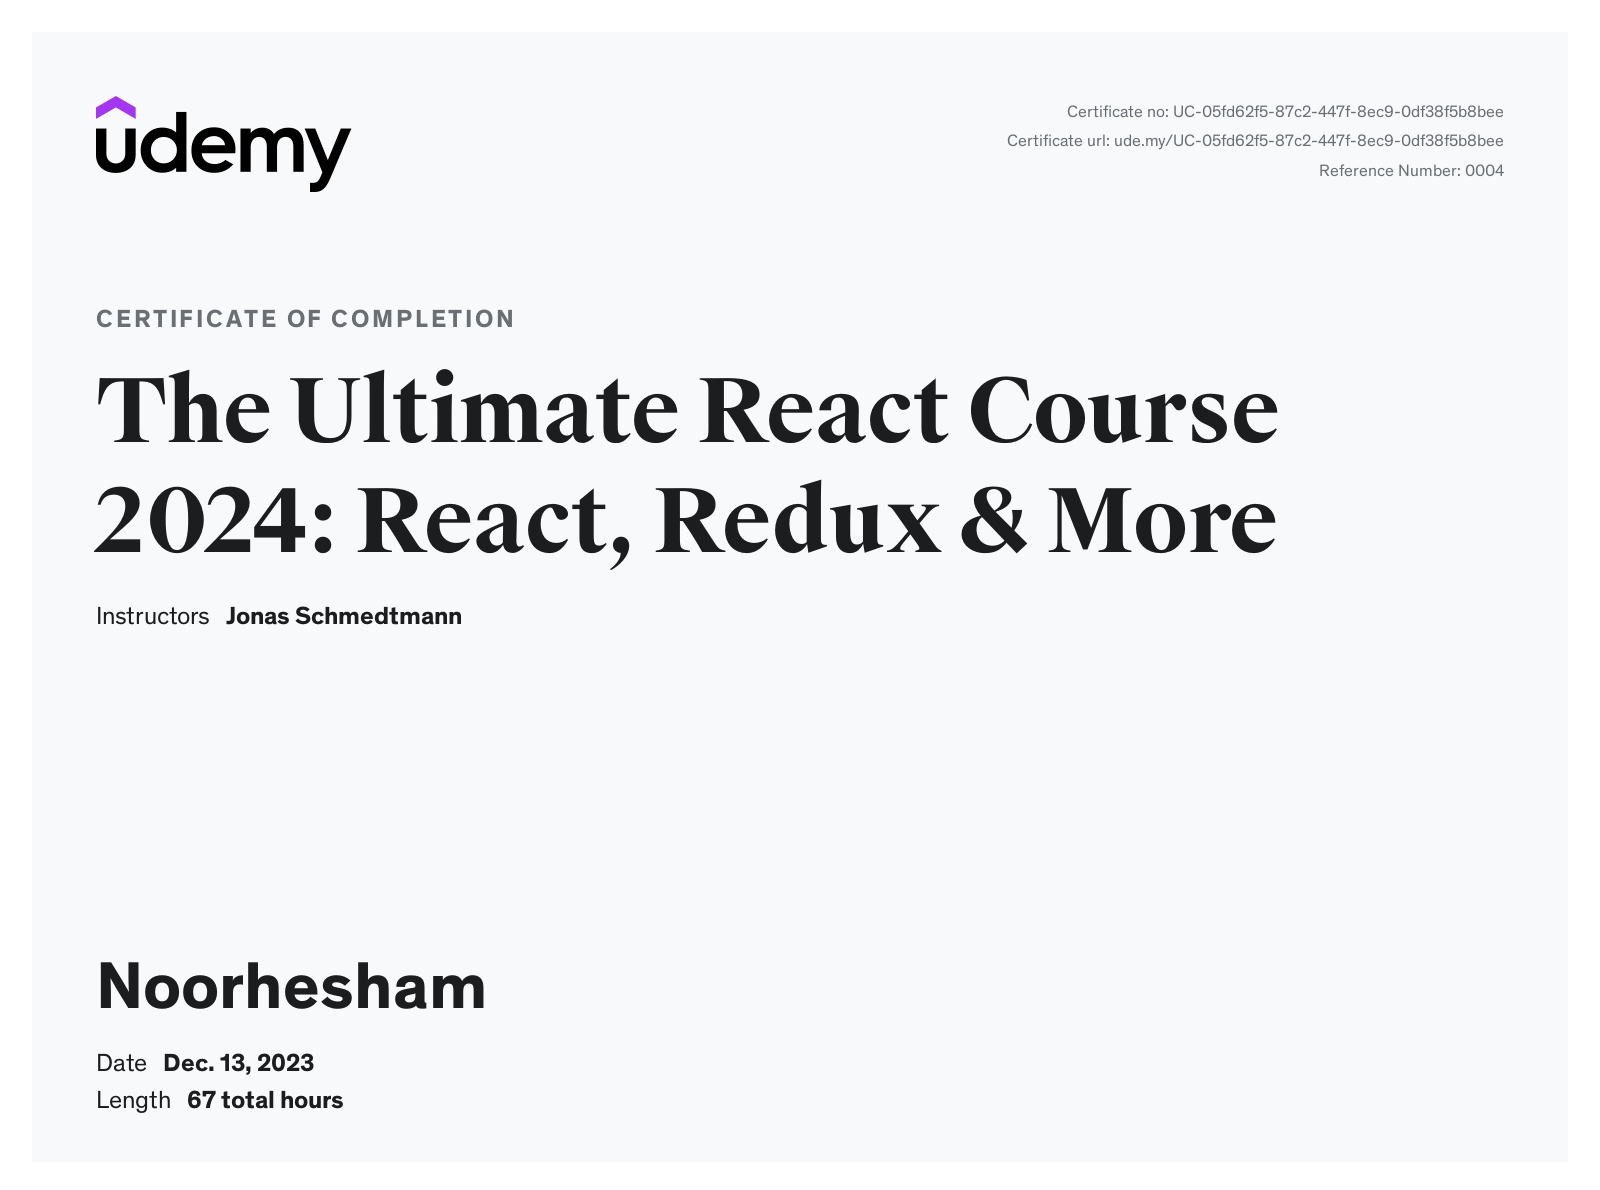 udemy
Certificate no: UC-05fd62f5-87c2-447f-8ec9-0df38f5b8bee
Certificate url: ude.my/UC-05fd62f5-87c2-447f-8ec9-0df38f5b8bee
Reference Number: 0004
CERTIFICATE OF COMPLETION
The Ultimate React Course
2024: React, Redux & More
Instructors Jonas Schmedtmann
Noorhesham
Date Dec. 13, 2023
Length 67 total hours